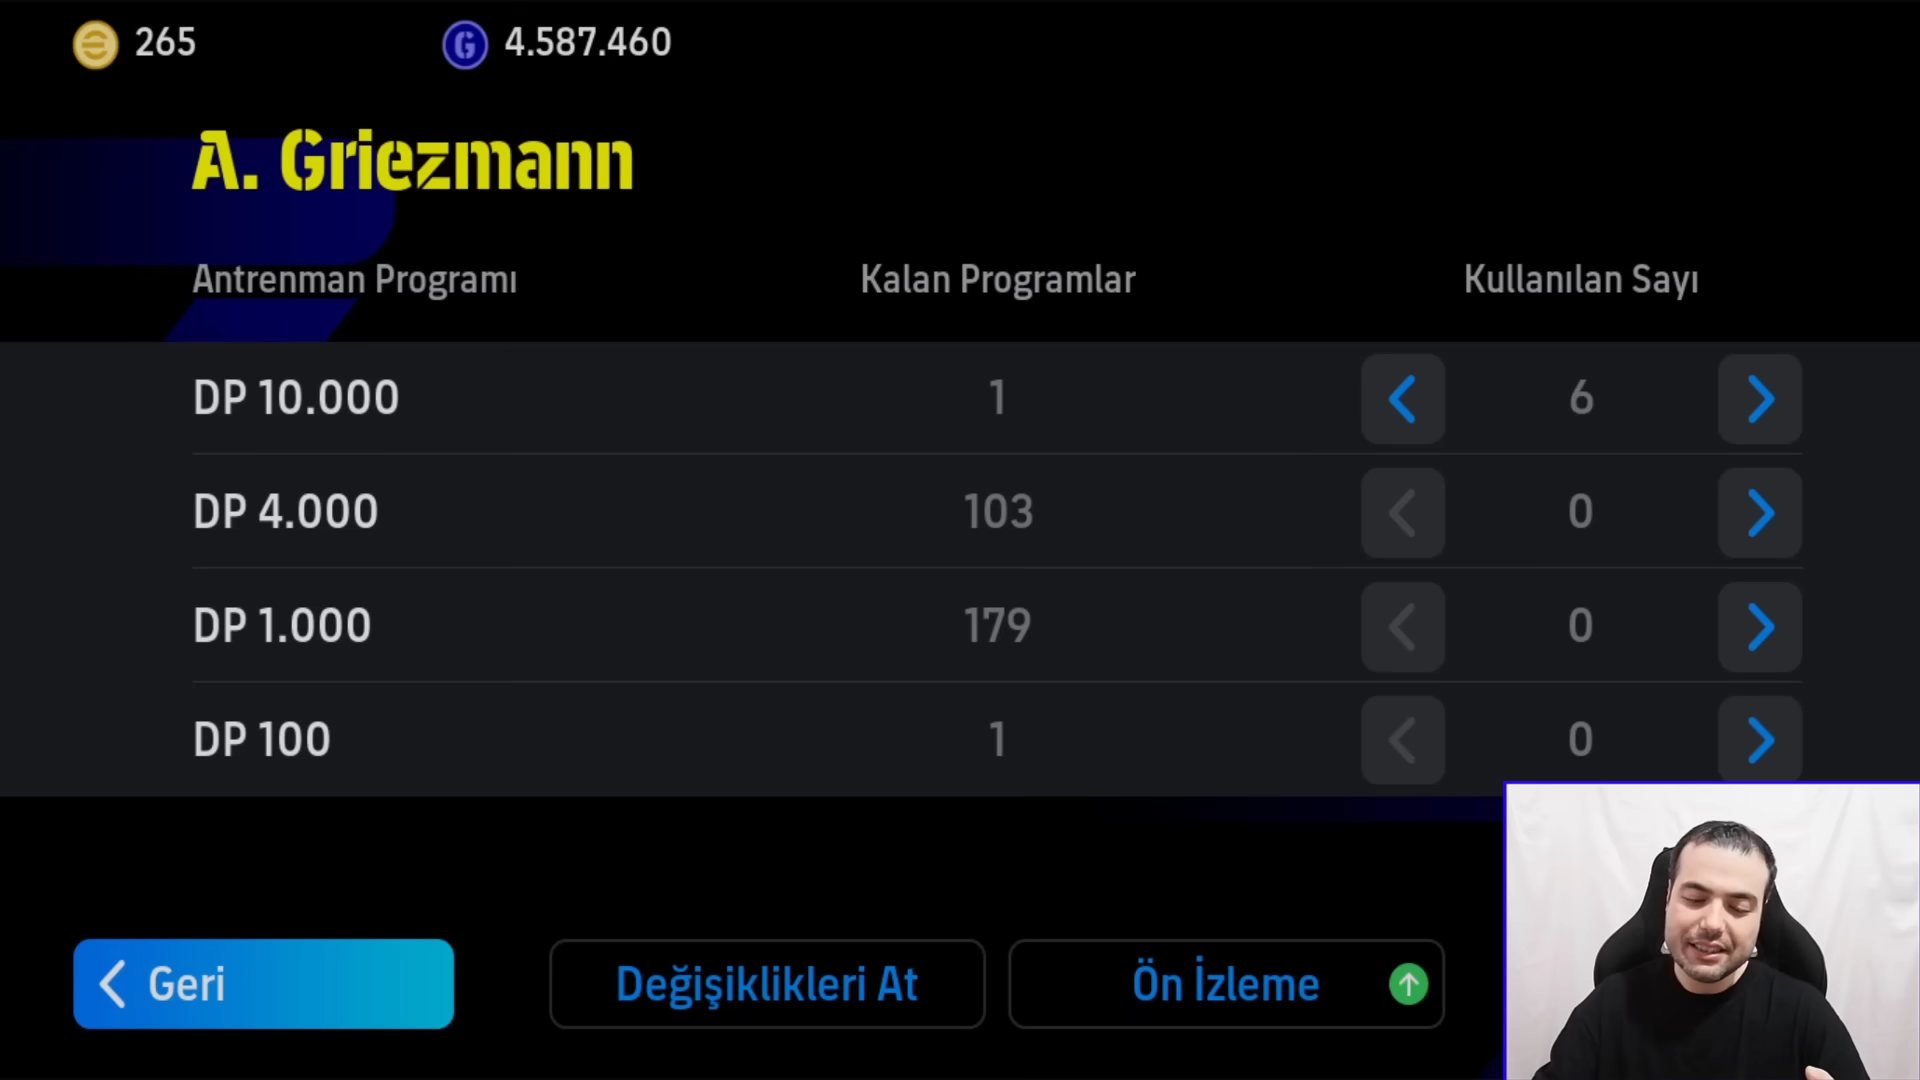 265
4.587.460
A. Griezmann
Antrenman Programı Kalan Programlar Kullanılan Sayı
DP 10.000 1 6
DP 4.000 103 0
DP 1.000 179 0
DP 100 1 0
Geri Değişiklikleri At Ön İzleme